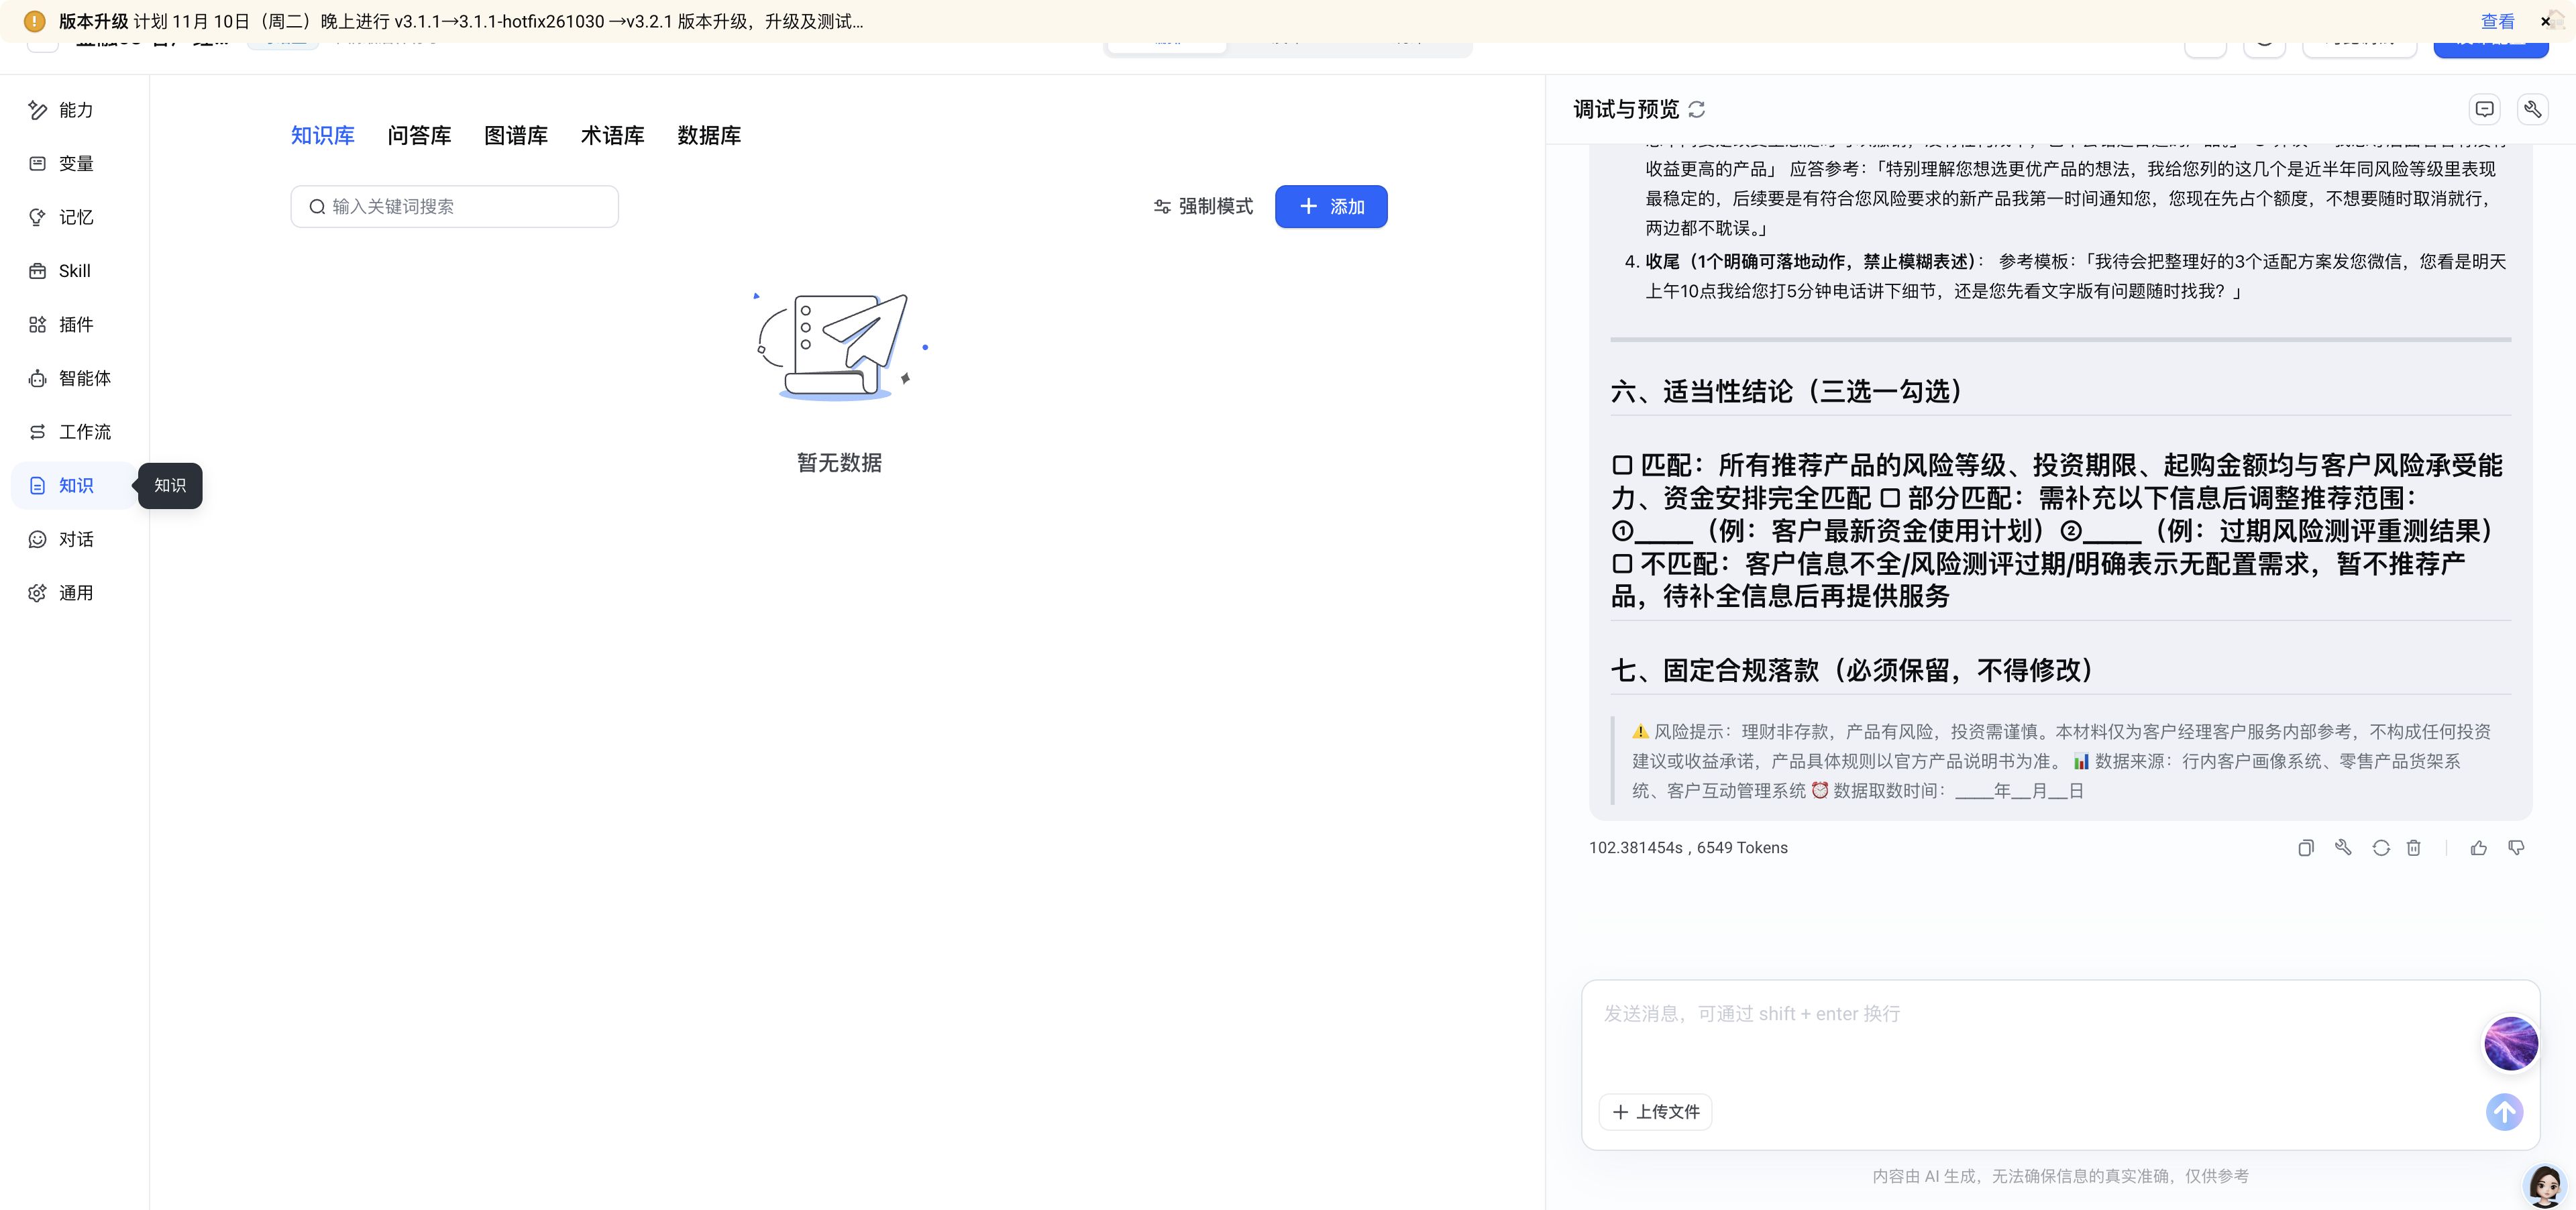 版本升级 计划 11月 10日（周二）晚上进行 v3.1.1→3.1.1-hotfix261030 →v3.2.1 版本升级，升级及测试...
查看
能力
变量
记忆
Skill
插件
智能体
工作流
知识
知识
对话
通用
知识库 问答库 图谱库 术语库 数据库
输入关键词搜索
强制模式
添加
暂无数据
调试与预览
收益更高的产品」 应答参考：「特别理解您想选更优产品的想法，我给您列的这几个是近半年同风险等级里表现
最稳定的，后续要是有符合您风险要求的新产品我第一时间通知您，您现在先占个额度，不想要随时取消就行，
两边都不耽误。」
4. 收尾（1个明确可落地动作，禁止模糊表述）： 参考模板：「我待会把整理好的3个适配方案发您微信，您看是明天
上午10点我给您打5分钟电话讲下细节，还是您先看文字版有问题随时找我？」
六、适当性结论（三选一勾选）
☐ 匹配：所有推荐产品的风险等级、投资期限、起购金额均与客户风险承受能
力、资金安排完全匹配 ☐ 部分匹配：需补充以下信息后调整推荐范围：
①____（例：客户最新资金使用计划）②____（例：过期风险测评重测结果）
☐ 不匹配：客户信息不全/风险测评过期/明确表示无配置需求，暂不推荐产
品，待补全信息后再提供服务
七、固定合规落款（必须保留，不得修改）
⚠️ 风险提示：理财非存款，产品有风险，投资需谨慎。本材料仅为客户经理客户服务内部参考，不构成任何投资
建议或收益承诺，产品具体规则以官方产品说明书为准。 📊 数据来源：行内客户画像系统、零售产品货架系
统、客户互动管理系统 ⏰ 数据取数时间：____年__月__日
102.381454s , 6549 Tokens
发送消息，可通过 shift + enter 换行
上传文件
内容由 AI 生成，无法确保信息的真实准确，仅供参考